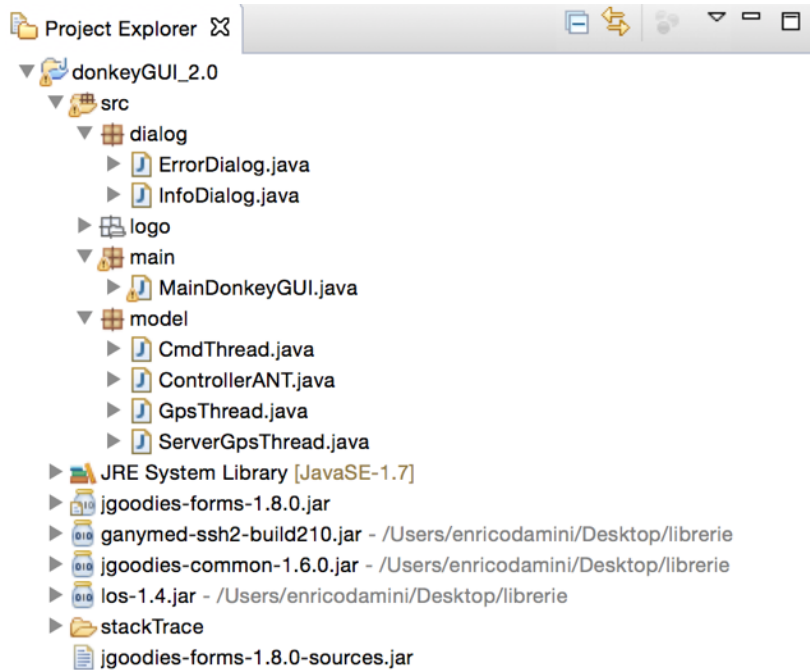 Project Explorer
donkeyGUI_2.0
src
dialog
ErrorDialog.java
InfoDialog.java
logo
main
MainDonkeyGUI.java
model
CmdThread.java
ControllerANT.java
GpsThread.java
ServerGpsThread.java
JRE System Library [JavaSE-1.7]
jgoodies-forms-1.8.0.jar
ganymed-ssh2-build210.jar - /Users/enricodamini/Desktop/librerie
jgoodies-common-1.6.0.jar - /Users/enricodamini/Desktop/librerie
los-1.4.jar - /Users/enricodamini/Desktop/librerie
stackTrace
jgoodies-forms-1.8.0-sources.jar